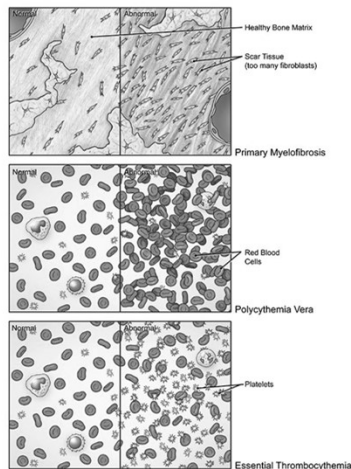 Normal
Abnormal
Healthy Bone Matrix
Scar Tissue
(too many fibroblasts)
Primary Myelofibrosis
Normal
Abnormal
Red Blood
Cells
Polycythemia Vera
Normal
Abnormal
Platelets
Essential Thrombocythemia